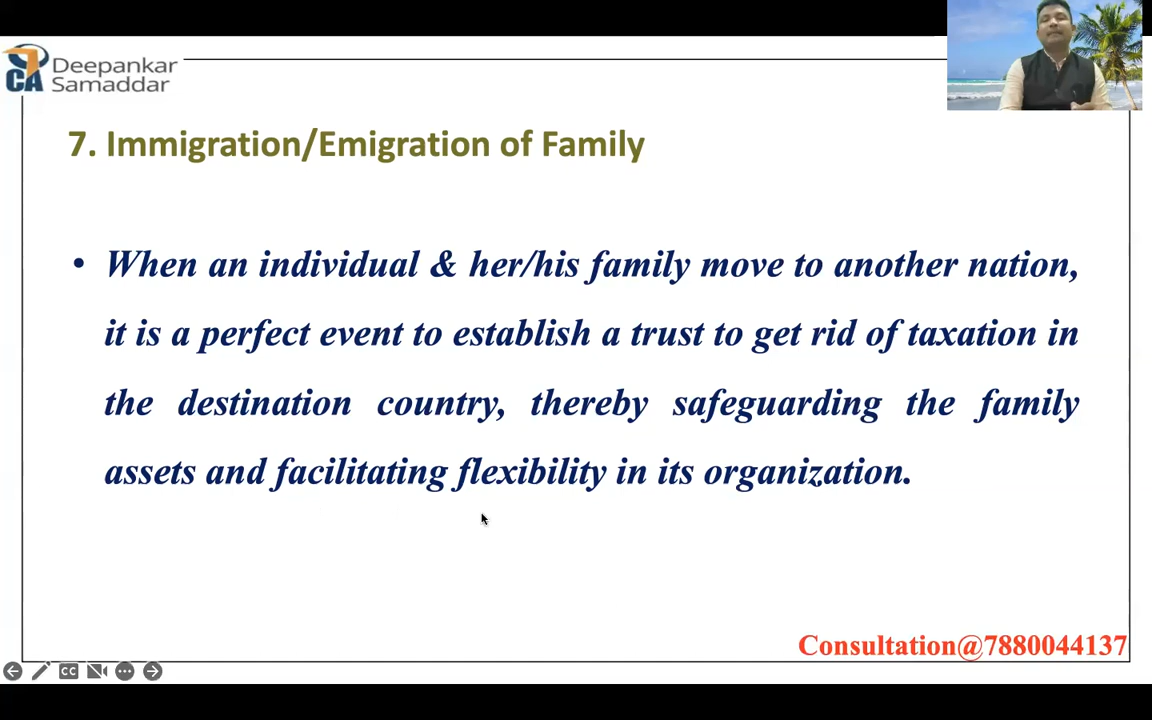 CA
Deepankar
Samaddar
7. Immigration/Emigration of Family
• When an individual & her/his family move to another nation,
it is a perfect event to establish a trust to get rid of taxation in
the destination country, thereby safeguarding the family
assets and facilitating flexibility in its organization.
Consultation@7880044137
CC